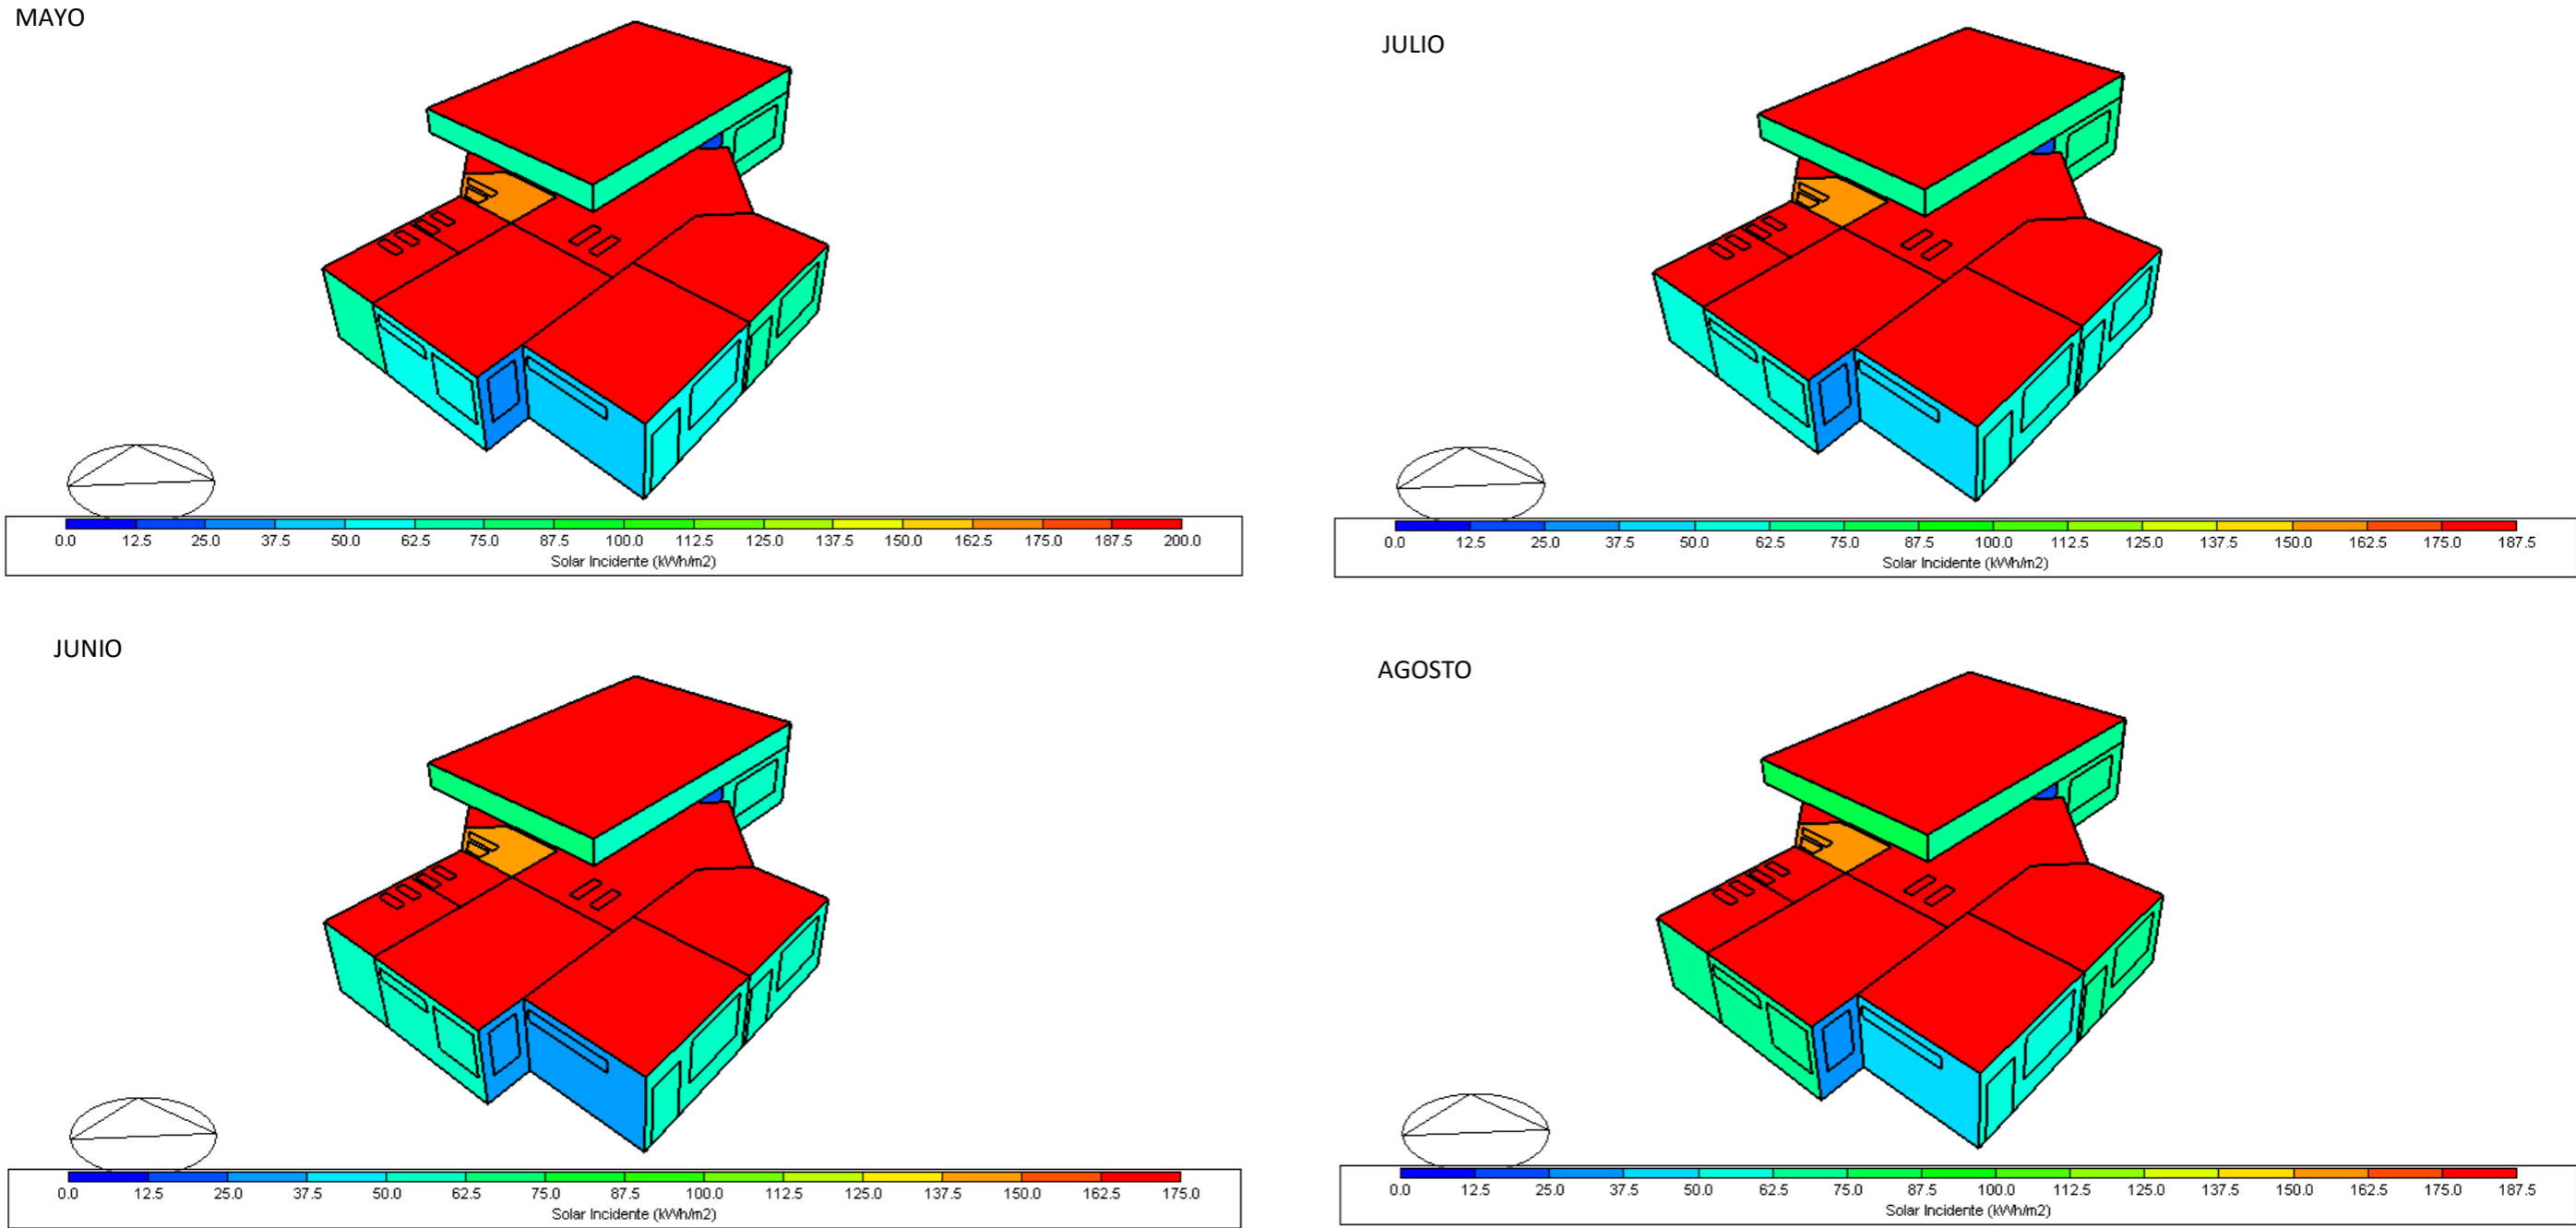 MAYO
0.0 12.5 25.0 37.5 50.0 62.5 75.0 87.5 100.0 112.5 125.0 137.5 150.0 162.5 175.0 187.5 200.0
Solar Incidente (kWh/m2)
JULIO
0.0 12.5 25.0 37.5 50.0 62.5 75.0 87.5 100.0 112.5 125.0 137.5 150.0 162.5 175.0 187.5
Solar Incidente (kWh/m2)
JUNIO
0.0 12.5 25.0 37.5 50.0 62.5 75.0 87.5 100.0 112.5 125.0 137.5 150.0 162.5 175.0
Solar Incidente (kWh/m2)
AGOSTO
0.0 12.5 25.0 37.5 50.0 62.5 75.0 87.5 100.0 112.5 125.0 137.5 150.0 162.5 175.0 187.5
Solar Incidente (kWh/m2)